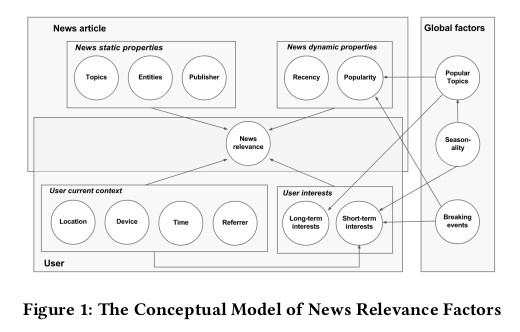 News article
Global factors
News static properties
News dynamic properties
Topics
Entities
Publisher
Recency
Popularity
Popular
Topics
News
relevance
Season-
ality
User current context
User interests
Location
Device
Time
Referrer
Long-term
interests
Short-term
interests
Breaking
events
User
Figure 1: The Conceptual Model of News Relevance Factors